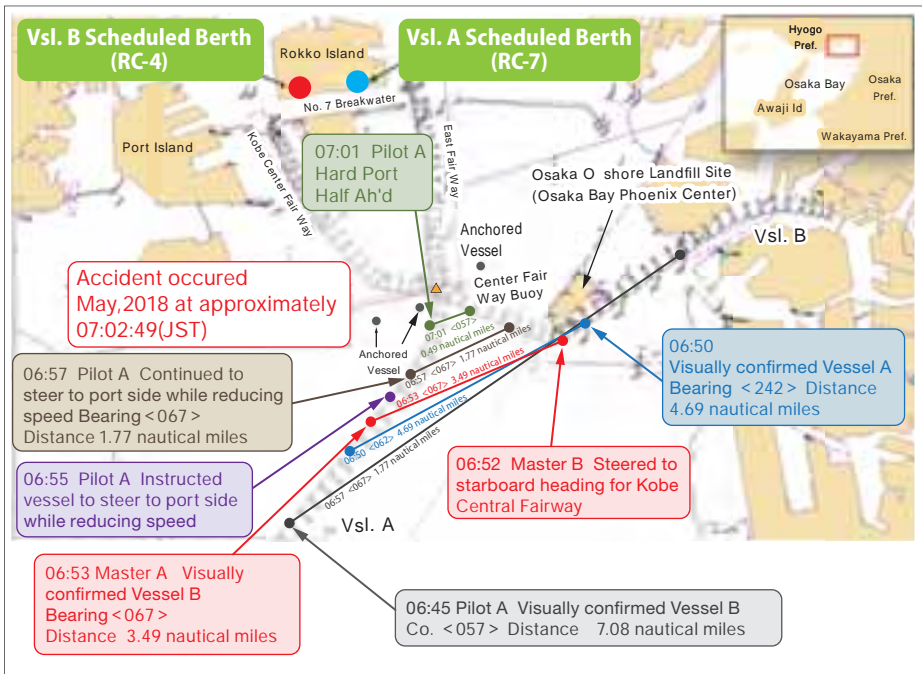 Vsl. B Scheduled Berth
(RC-4)
Rokko Island
Vsl. A Scheduled Berth
(RC-7)
No. 7 Breakwater
Hyogo
Pref.
Osaka Bay
Osaka
Pref.
Awaji Id
Wakayama Pref.
Port Island
Kobe Center Fair Way
East Fair Way
07:01 Pilot A
Hard Port
Half Ah'd
Osaka O shore Landfill Site
(Osaka Bay Phoenix Center)
Vsl. B
Anchored
Vessel
Center Fair
Way Buoy
Accident occured
May,2018 at approximately
07:02:49(JST)
Anchored
Vessel
07:01 <057>
0.49 nautical miles
06:57 <067> 1.77 nautical miles
06:53 <067> 3.49 nautical miles
06:50 <062> 4.69 nautical miles
06:57 <067> 1.77 nautical miles
Vsl. A
06:57 Pilot A Continued to
steer to port side while reducing
speed Bearing <067>
Distance 1.77 nautical miles
06:50
Visually confirmed Vessel A
Bearing <242> Distance
4.69 nautical miles
06:55 Pilot A Instructed
vessel to steer to port side
while reducing speed
06:52 Master B Steered to
starboard heading for Kobe
Central Fairway
06:53 Master A Visually
confirmed Vessel B
Bearing <067>
Distance 3.49 nautical miles
06:45 Pilot A Visually confirmed Vessel B
Co. <057> Distance 7.08 nautical miles